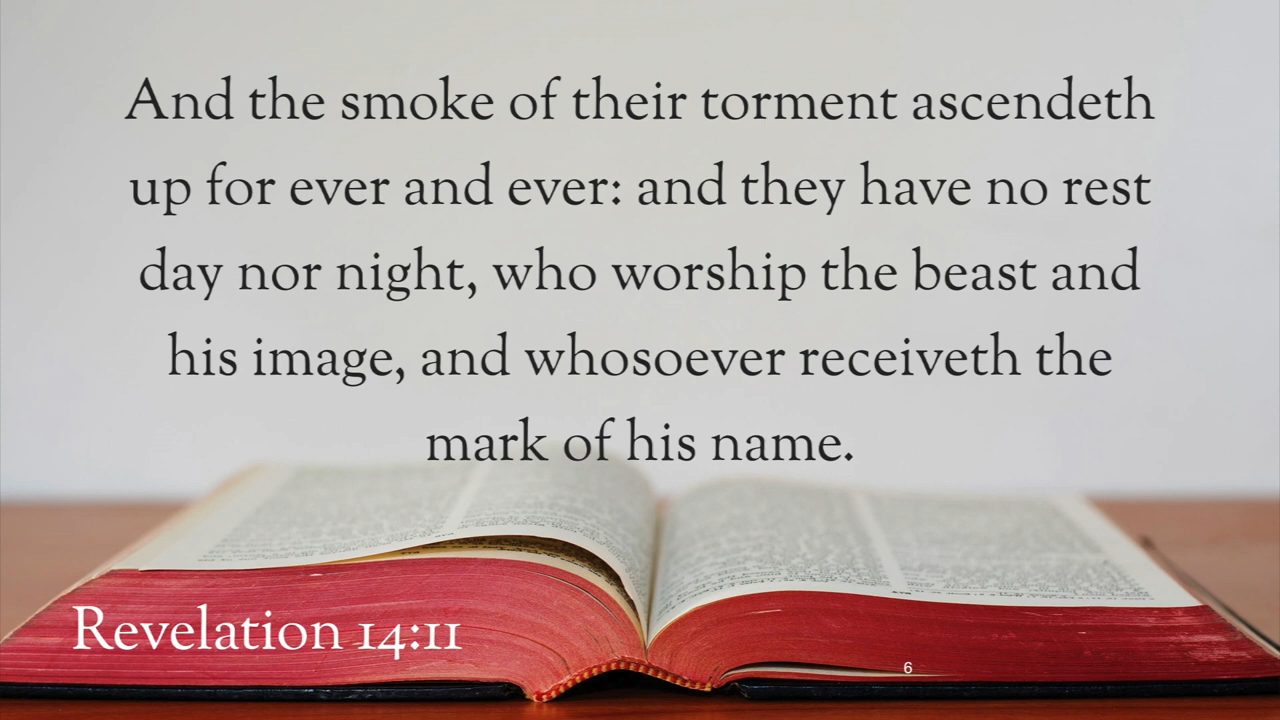 And the smoke of their torment ascendeth
up for ever and ever: and they have no rest
day nor night, who worship the beast and
his image, and whosoever receiveth the
mark of his name.
Revelation 14:11
6